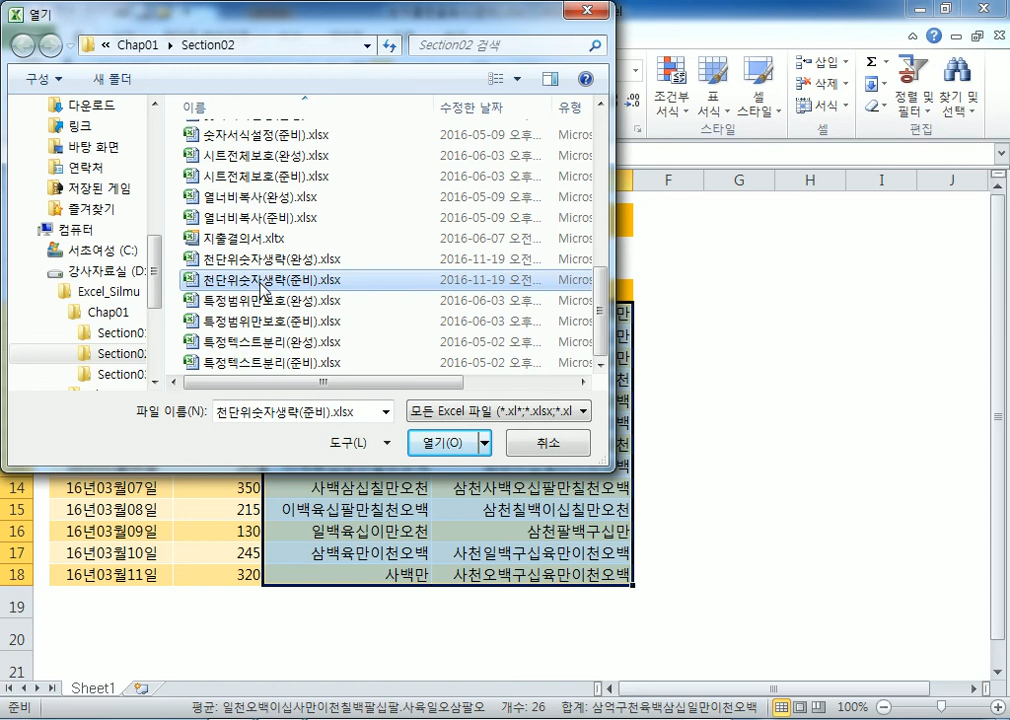 열기
« Chap01 ▸ Section02
Section02 검색
구성 새 폴더
이름 수정한 날짜 유형
다운로드
링크
바탕 화면
연락처
저장된 게임
즐겨찾기
컴퓨터
서초여성 (C:)
강사자료실 (D:
Excel_Silmu
Chap01
Section0
Section02
Section0
숫자서식설정(준비).xlsx 2016-05-09 오후... Micros
시트전체보호(완성).xlsx 2016-06-03 오후... Micros
시트전체보호(준비).xlsx 2016-06-03 오후... Micros
열너비복사(완성).xlsx 2016-05-09 오후... Micros
열너비복사(준비).xlsx 2016-05-09 오후... Micros
지출결의서.xltx 2016-06-07 오전... Micros
천단위숫자생략(완성).xlsx 2016-11-19 오전... Micros
천단위숫자생략(준비).xlsx 2016-11-19 오전... Micros
특정범위만보호(완성).xlsx 2016-06-03 오후... Micros
특정범위만보호(준비).xlsx 2016-06-03 오후... Micros
특정텍스트분리(완성).xlsx 2016-05-02 오후... Micros
특정텍스트분리(준비).xlsx 2016-05-02 오후... Micros
파일 이름(N): 천단위숫자생략(준비).xlsx 모든 Excel 파일 (*.xl*;*.xlsx;*.xl
도구(L) 열기(O) 취소
조건부 서식
표 서식
셀 스타일
스타일
삽입
삭제
서식
셀
정렬 및 필터
찾기 및 선택
편집
F G H I J
14 16년03월07일 350 사백삼십칠만오천 삼천사백오십팔만칠천오백
15 16년03월08일 215 이백육십팔만칠천오백 삼천칠백이십칠만오천
16 16년03월09일 130 일백육십이만오천 삼천팔백구십만
17 16년03월10일 245 삼백육만이천오백 사천일백구십육만이천오백
18 16년03월11일 320 사백만 사천오백구십육만이천오백
19
20
21
Sheet1
준비 평균: 일천오백이십사만이천칠백팔십팔.사육일오삼팔오 개수: 26 합계: 삼억구천육백삼십일만이천오백 100%